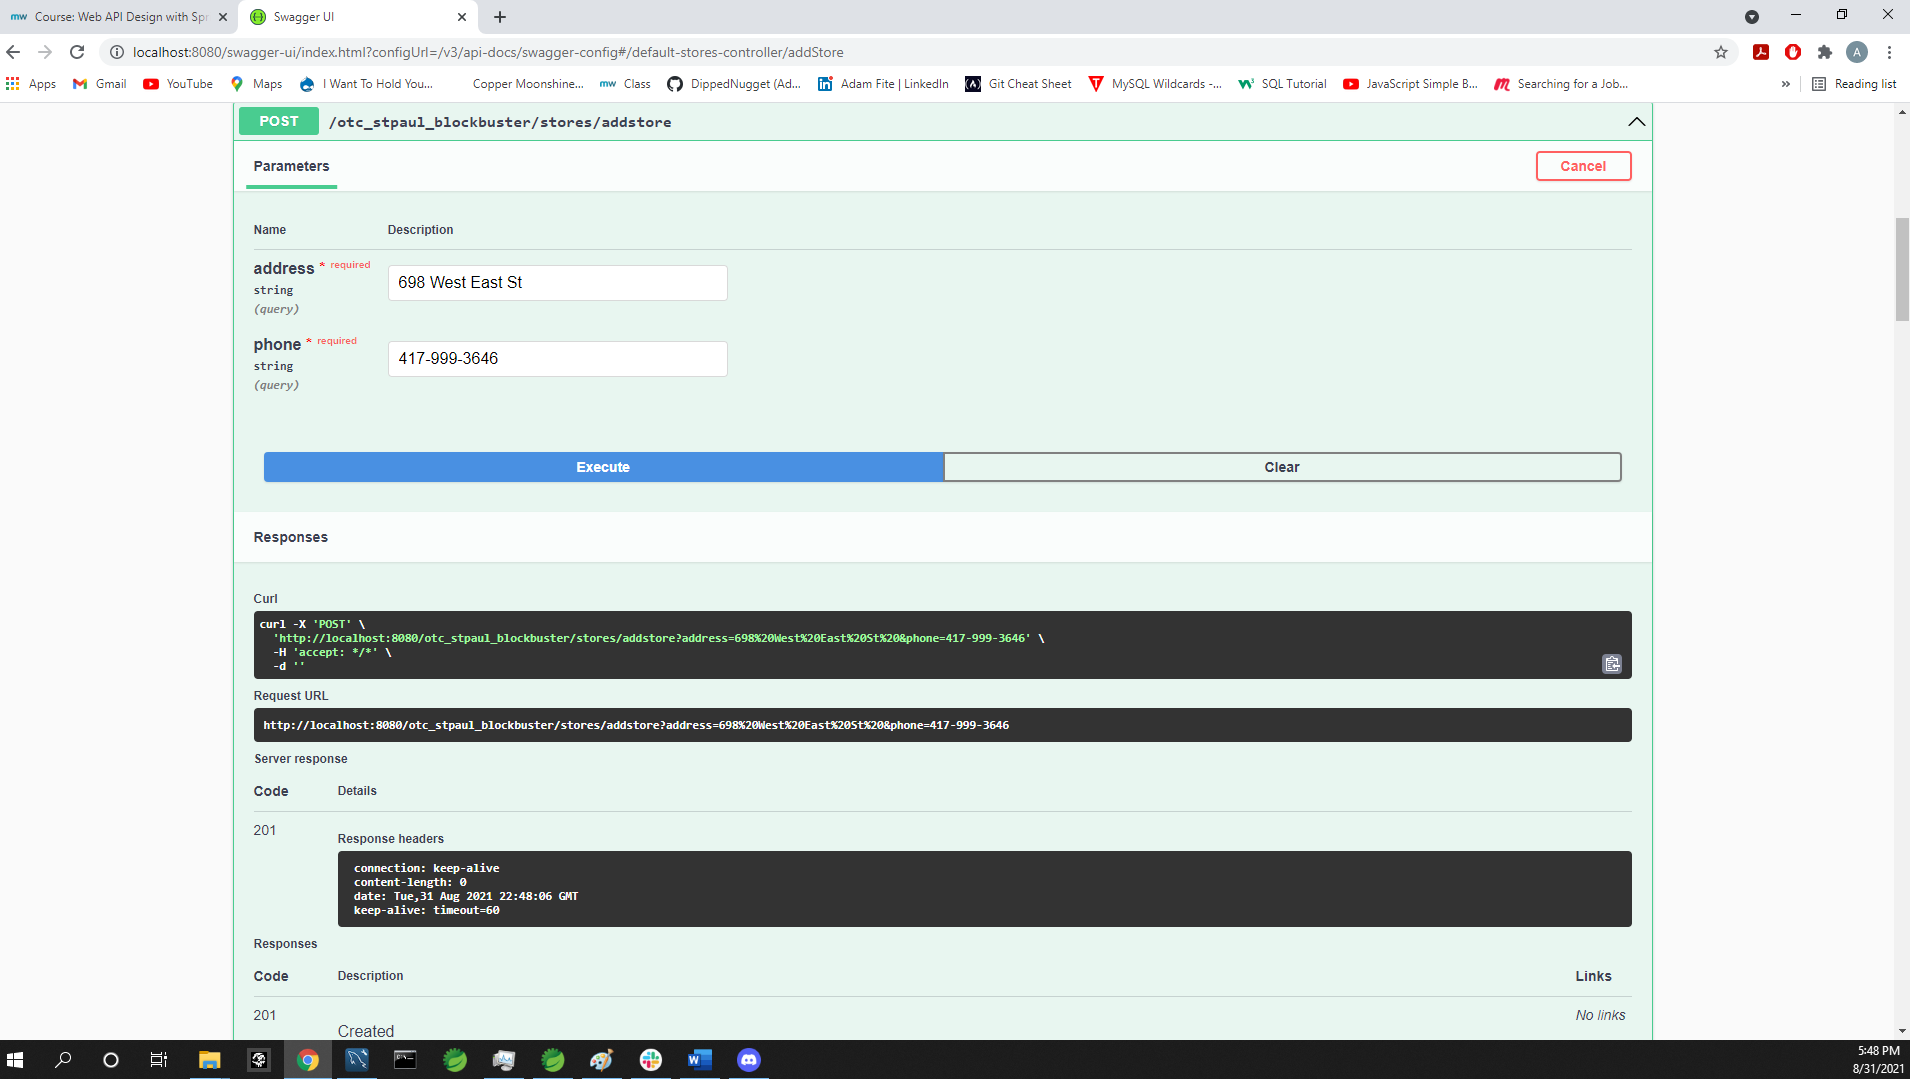 mw Course: Web API Design with Spr
Swagger UI
localhost:8080/swagger-ui/index.html?configUrl=/v3/api-docs/swagger-config#/default-stores-controller/addStore
A
Apps Gmail YouTube Maps I Want To Hold You... Copper Moonshine... mw Class DippedNugget (Ad... Adam Fite | LinkedIn Git Cheat Sheet MySQL Wildcards -... SQL Tutorial JavaScript Simple B... Searching for a Job... » Reading list
POST /otc_stpaul_blockbuster/stores/addstore
Parameters
Cancel
Name Description
address * required
string
(query)
698 West East St
phone * required
string
(query)
417-999-3646
Execute Clear
Responses
Curl
curl -X 'POST' \
'http://localhost:8080/otc_stpaul_blockbuster/stores/addstore?address=698%20West%20East%20St%20&phone=417-999-3646' \
-H 'accept: */*' \
-d ''
Request URL
http://localhost:8080/otc_stpaul_blockbuster/stores/addstore?address=698%20West%20East%20St%20&phone=417-999-3646
Server response
Code Details
201
Response headers
connection: keep-alive
content-length: 0
date: Tue,31 Aug 2021 22:48:06 GMT
keep-alive: timeout=60
Responses
Code Description Links
201
Created
No links
5:48 PM
8/31/2021